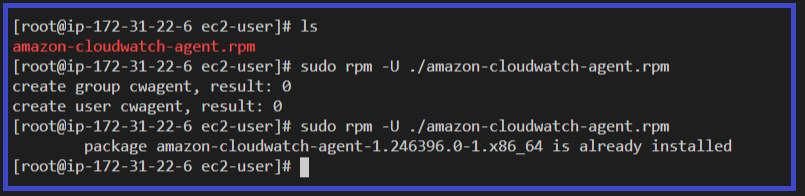 [root@ip-172-31-22-6 ec2-user]# ls
amazon-cloudwatch-agent.rpm
[root@ip-172-31-22-6 ec2-user]# sudo rpm -U ./amazon-cloudwatch-agent.rpm
create group cwagent, result: 0
create user cwagent, result: 0
[root@ip-172-31-22-6 ec2-user]# sudo rpm -U ./amazon-cloudwatch-agent.rpm
        package amazon-cloudwatch-agent-1.246396.0-1.x86_64 is already installed
[root@ip-172-31-22-6 ec2-user]#